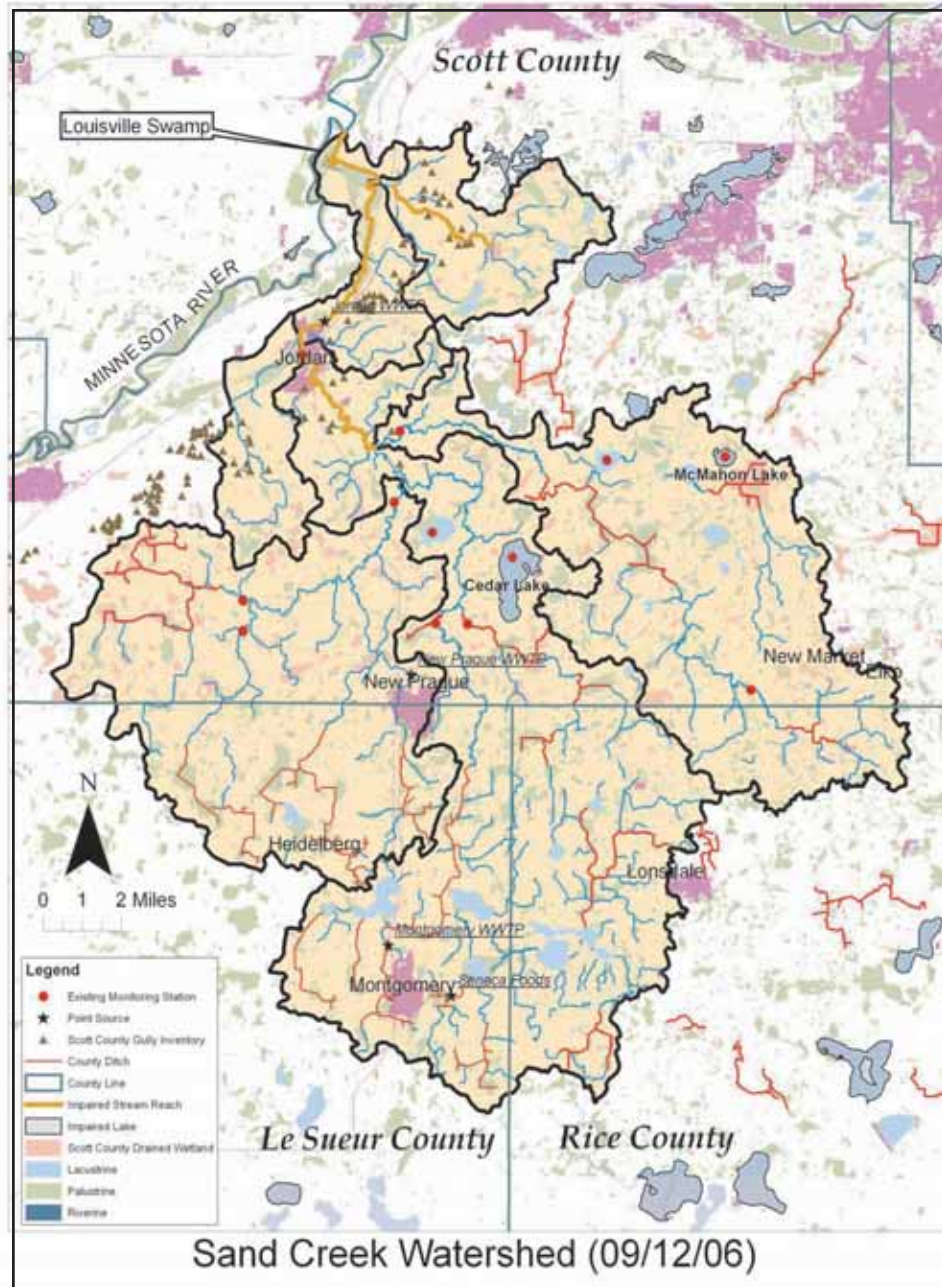 Scott County
Louisville Swamp
MINNESOTA RIVER
Jordan
McMahon Lake
Cedar Lake
New Prague WWTP
New Prague
New Market
Elko
N
Heidelberg
0 1 2 Miles
Lonsdale
Montgomery WWTP
Montgomery
Seneca Foods
Legend
Existing Monitoring Station
Point Source
Scott County Gully Inventory
County Ditch
County Line
Impaired Stream Reach
Impaired Lake
Scott County Drained Wetland
Lacustrine
Palustrine
Riverine
Le Sueur County
Rice County
Sand Creek Watershed (09/12/06)